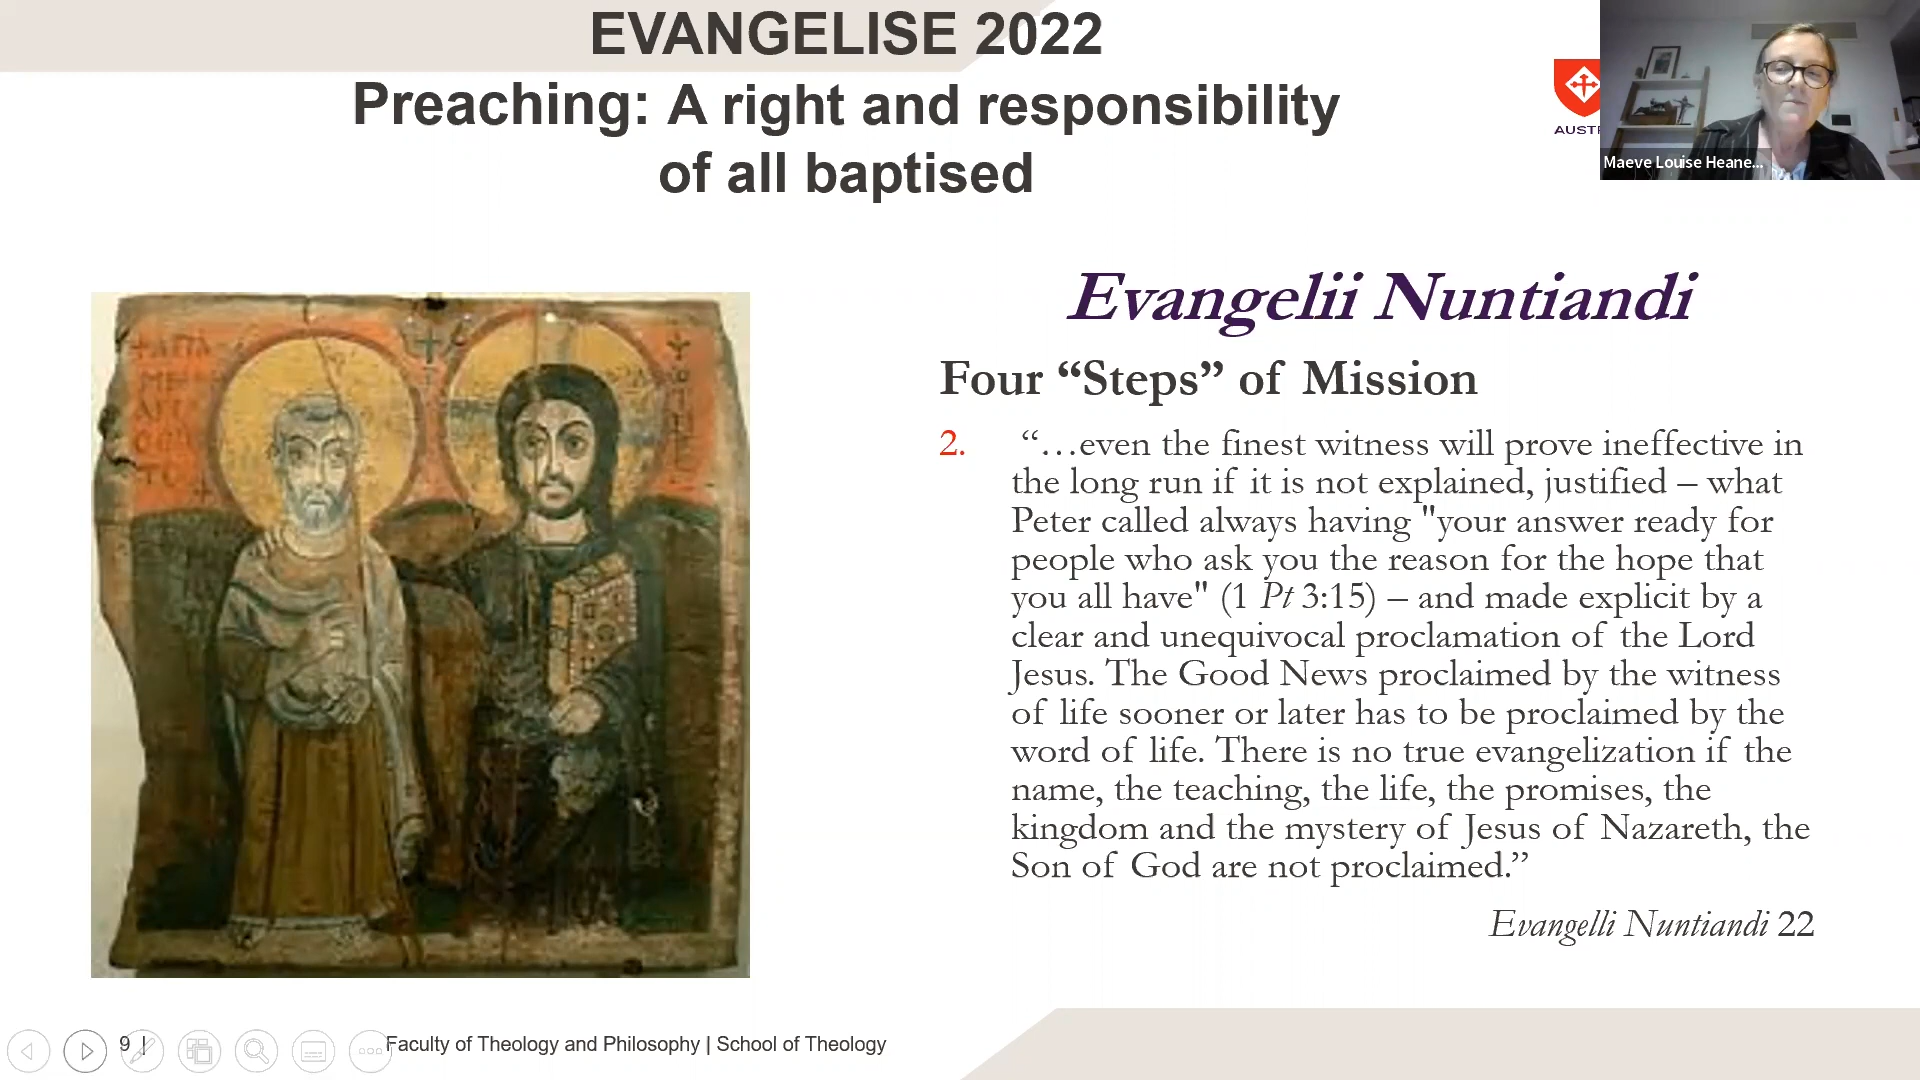 EVANGELISE 2022
Preaching: A right and responsibility
of all baptised
AUST
Maeve Louise Heane...
Evangelii Nuntiandi
Four “Steps” of Mission
2. “…even the finest witness will prove ineffective in
the long run if it is not explained, justified – what
Peter called always having "your answer ready for
people who ask you the reason for the hope that
you all have" (1 Pt 3:15) – and made explicit by a
clear and unequivocal proclamation of the Lord
Jesus. The Good News proclaimed by the witness
of life sooner or later has to be proclaimed by the
word of life. There is no true evangelization if the
name, the teaching, the life, the promises, the
kingdom and the mystery of Jesus of Nazareth, the
Son of God are not proclaimed.”
Evangelli Nuntiandi 22
9 |
Faculty of Theology and Philosophy | School of Theology